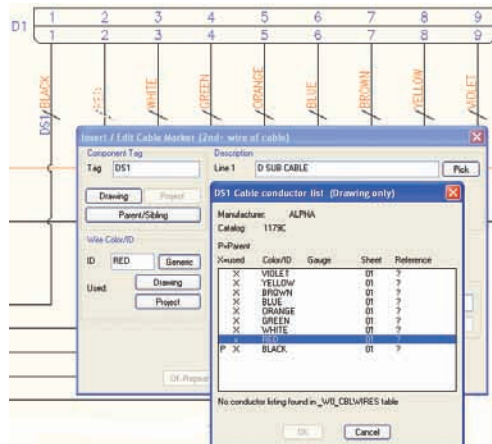 D1
1 2 3 4 5 6 7 8 9
1 2 3 4 5 6 7 8 9
DS1 BLACK
RED
WHITE
GREEN
ORANGE
BLUE
BROWN
YELLOW
VIOLET
Insert / Edit Cable Marker (2nd+ wire of cable)
Component Tag
Tag DS1
Drawing Project
Parent/Sibling
Description
Line 1 D SUB CABLE Pick
Wire Color/ID
ID RED Generic
Used: Drawing
Project
OK-Repeat
DS1 Cable conductor list (Drawing only)
Manufacturer: ALPHA
Catalog: 1179C
P=Parent
X=used Color/ID Gauge Sheet Reference
X VIOLET 01 ?
X YELLOW 01 ?
X BROWN 01 ?
X BLUE 01 ?
X ORANGE 01 ?
X GREEN 01 ?
X WHITE 01 ?
x RED 01 ?
P X BLACK 01 ?
No conductor listing found in _W0_CBLWIRES table
OK Cancel